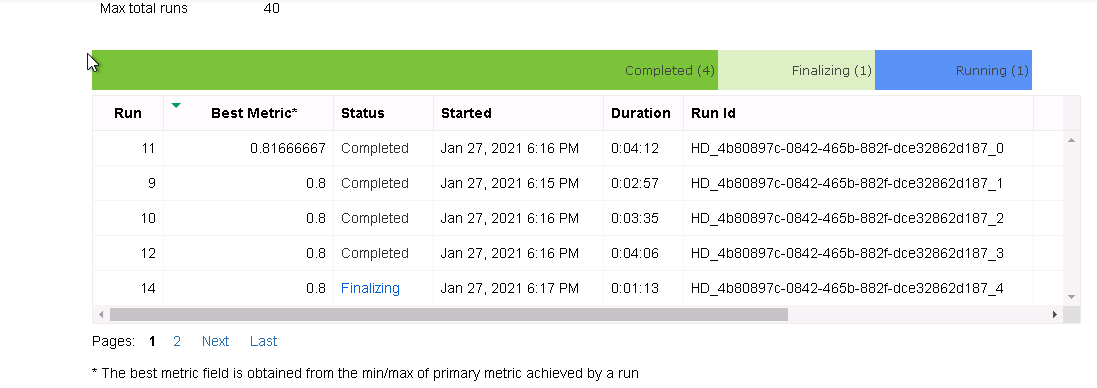 Max total runs 40
Completed (4) Finalizing (1) Running (1)
Run Best Metric* Status Started Duration Run Id
11 0.81666667 Completed Jan 27, 2021 6:16 PM 0:04:12 HD_4b80897c-0842-465b-882f-dce32862d187_0
9 0.8 Completed Jan 27, 2021 6:15 PM 0:02:57 HD_4b80897c-0842-465b-882f-dce32862d187_1
10 0.8 Completed Jan 27, 2021 6:16 PM 0:03:35 HD_4b80897c-0842-465b-882f-dce32862d187_2
12 0.8 Completed Jan 27, 2021 6:16 PM 0:04:06 HD_4b80897c-0842-465b-882f-dce32862d187_3
14 0.8 Finalizing Jan 27, 2021 6:17 PM 0:01:13 HD_4b80897c-0842-465b-882f-dce32862d187_4
Pages: 1 2 Next Last
* The best metric field is obtained from the min/max of primary metric achieved by a run